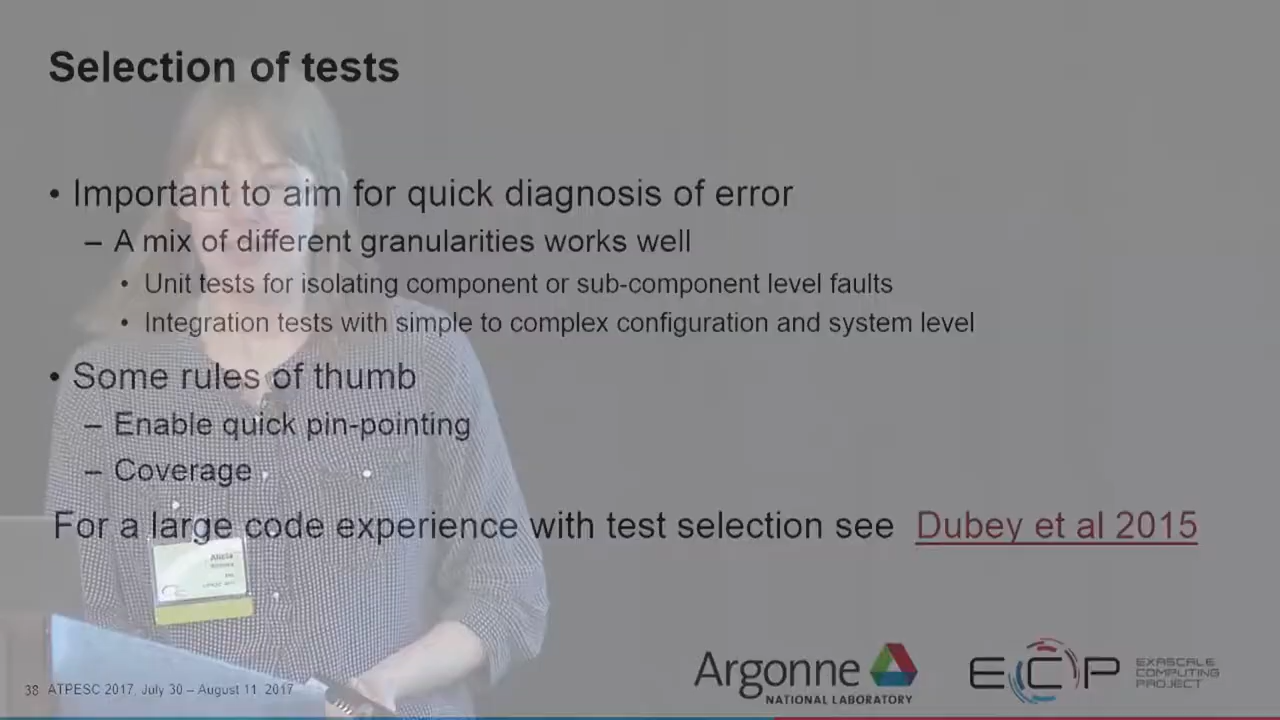 Selection of tests
• Important to aim for quick diagnosis of error
– A mix of different granularities works well
• Unit tests for isolating component or sub-component level faults
• Integration tests with simple to complex configuration and system level
• Some rules of thumb
– Enable quick pin-pointing
– Coverage
For a large code experience with test selection see Dubey et al 2015
Alicia
38 ATPESC 2017, July 30 – August 11, 2017
Argonne
NATIONAL LABORATORY
ECP
EXASCALE
COMPUTING
PROJECT